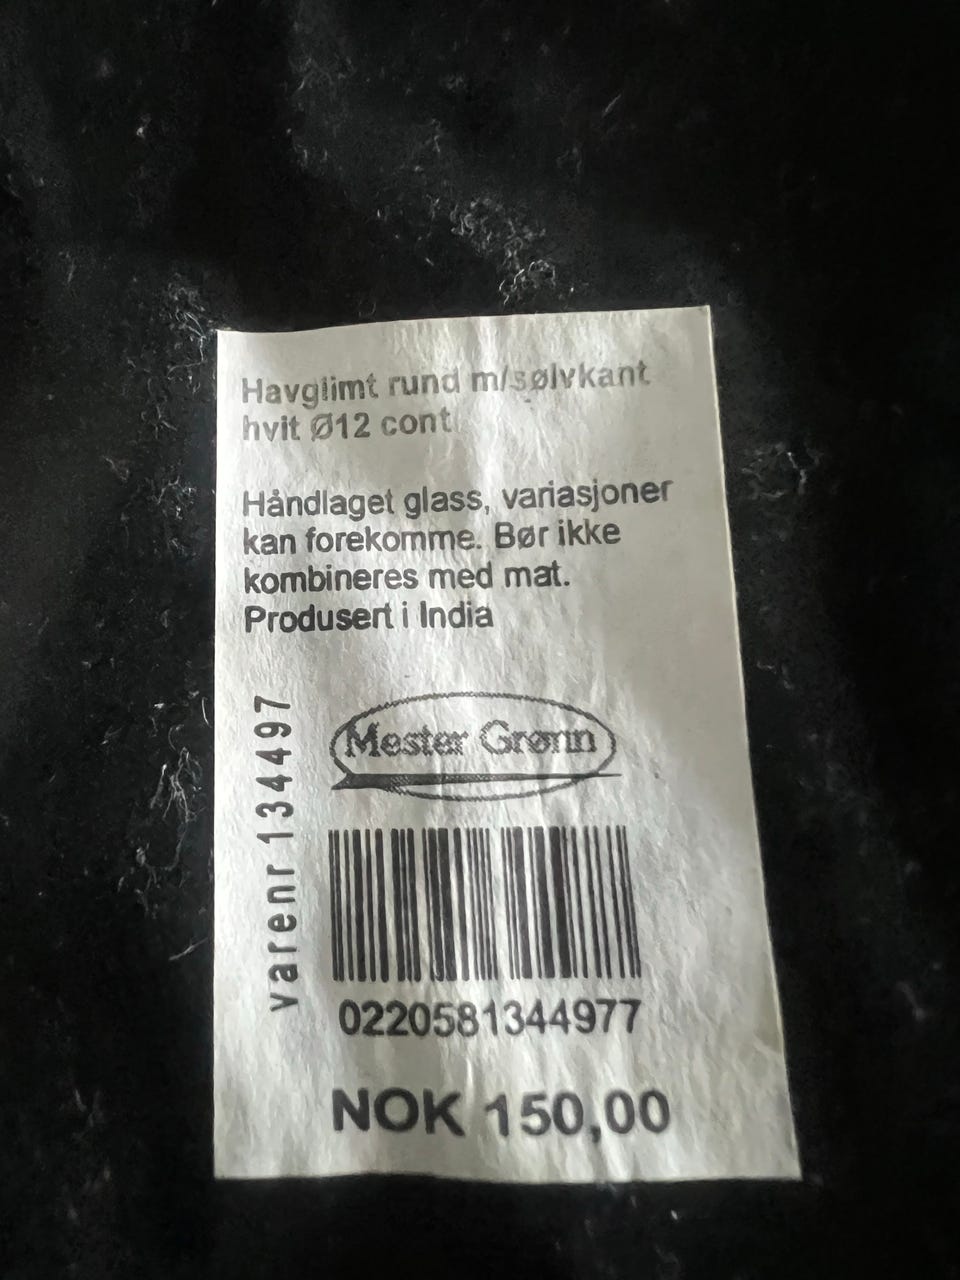 Havglimt rund m/sølvkant
hvit Ø12 cont
Håndlaget glass, variasjoner
kan forekomme. Bør ikke
kombineres med mat.
Produsert i India
varenr 134497
Mester Grønn
0220581344977
NOK 150,00